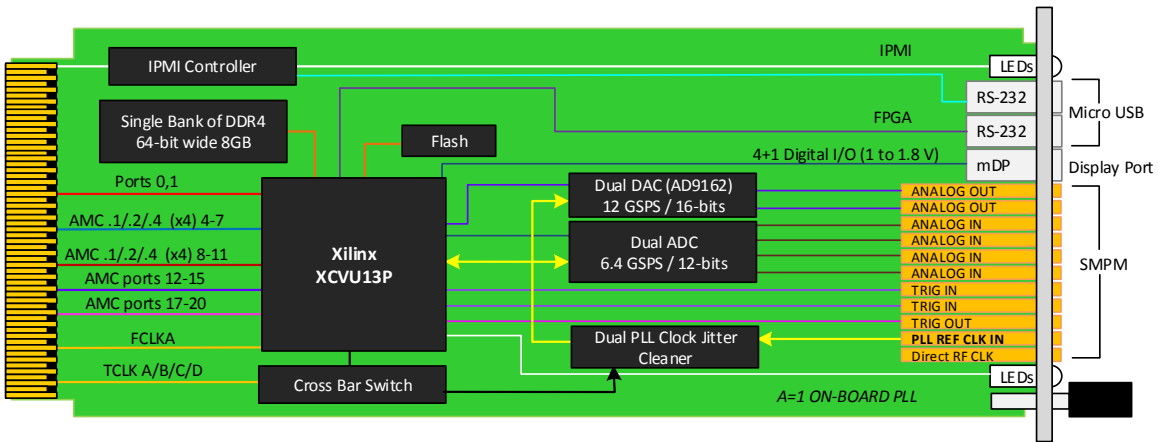 IPMI
IPMI Controller
LEDs
RS-232
Micro USB
Single Bank of DDR4
64-bit wide 8GB
FPGA
RS-232
Flash
4+1 Digital I/O (1 to 1.8 V)
mDP
Display Port
Ports 0,1
Dual DAC (AD9162)
12 GSPS / 16-bits
ANALOG OUT
ANALOG OUT
AMC .1/.2/.4 (x4) 4-7
ANALOG IN
ANALOG IN
Xilinx
XCVU13P
Dual ADC
6.4 GSPS / 12-bits
ANALOG IN
ANALOG IN
SMPM
AMC .1/.2/.4 (x4) 8-11
AMC ports 12-15
TRIG IN
TRIG IN
AMC ports 17-20
TRIG OUT
FCLKA
Dual PLL Clock Jitter
Cleaner
PLL REF CLK IN
Direct RF CLK
TCLK A/B/C/D
Cross Bar Switch
LEDs
A=1 ON-BOARD PLL